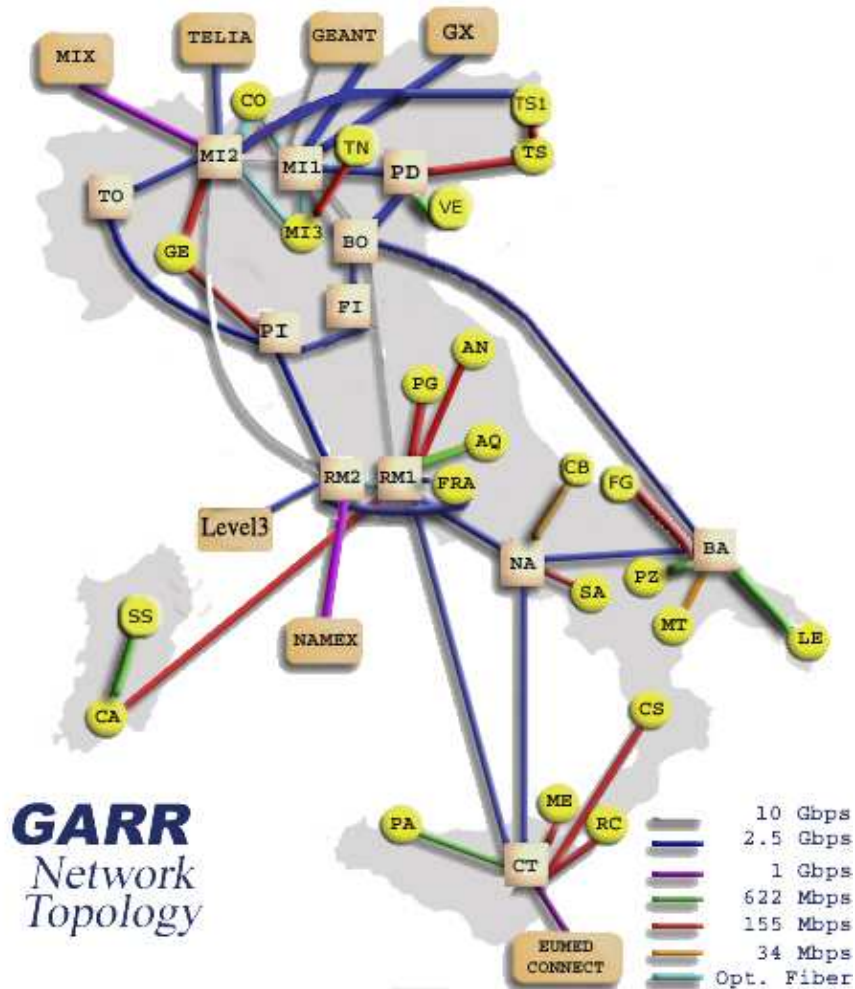 TELIA
GEANT
GX
MIX
CO
TS1
MI2
MI1
TN
PD
TS
TO
VE
GE
MI3
BO
FI
PI
AN
PG
AQ
CB
RM2
RM1
FRA
FG
Level3
NA
BA
PZ
SA
SS
NAMEX
MT
LE
CA
CS
ME
PA
RC
CT
GARR
Network
Topology
10 Gbps
2.5 Gbps
1 Gbps
622 Mbps
155 Mbps
34 Mbps
Opt. Fiber
EUMED
CONNECT